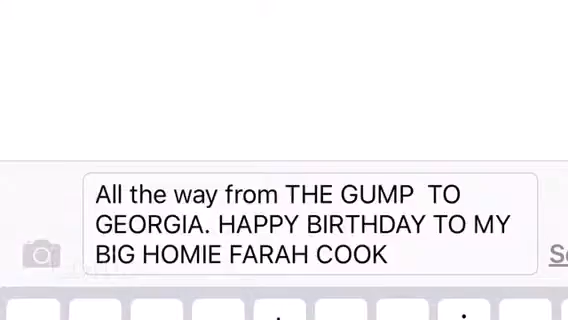 All the way from THE GUMP  TO
GEORGIA. HAPPY BIRTHDAY TO MY
BIG HOMIE FARAH COOK